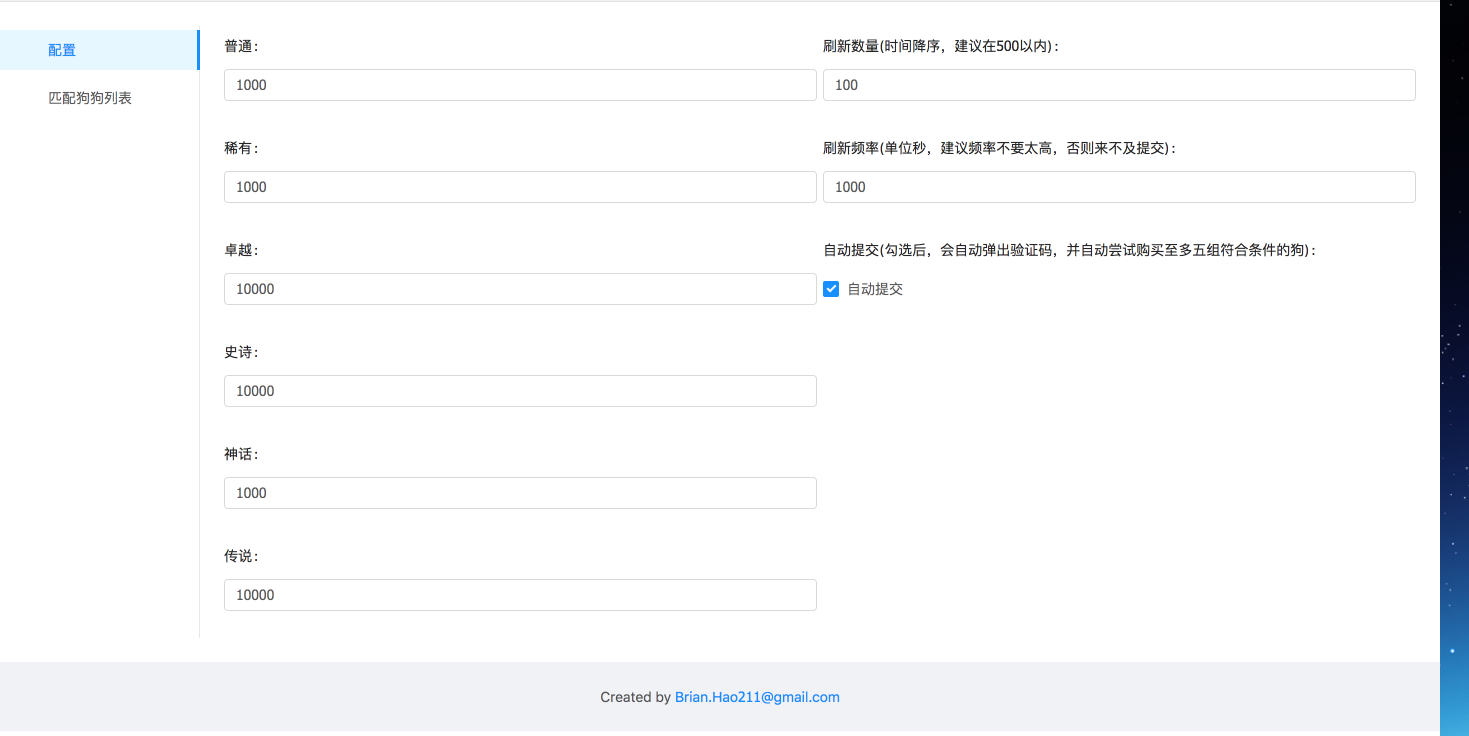 配置
匹配狗狗列表
普通：
1000
稀有：
1000
卓越：
10000
史诗：
10000
神话：
1000
传说：
10000
刷新数量(时间降序，建议在500以内)：
100
刷新频率(单位秒，建议频率不要太高，否则来不及提交)：
1000
自动提交(勾选后，会自动弹出验证码，并自动尝试购买至多五组符合条件的狗)：
自动提交
Created by Brian.Hao211@gmail.com